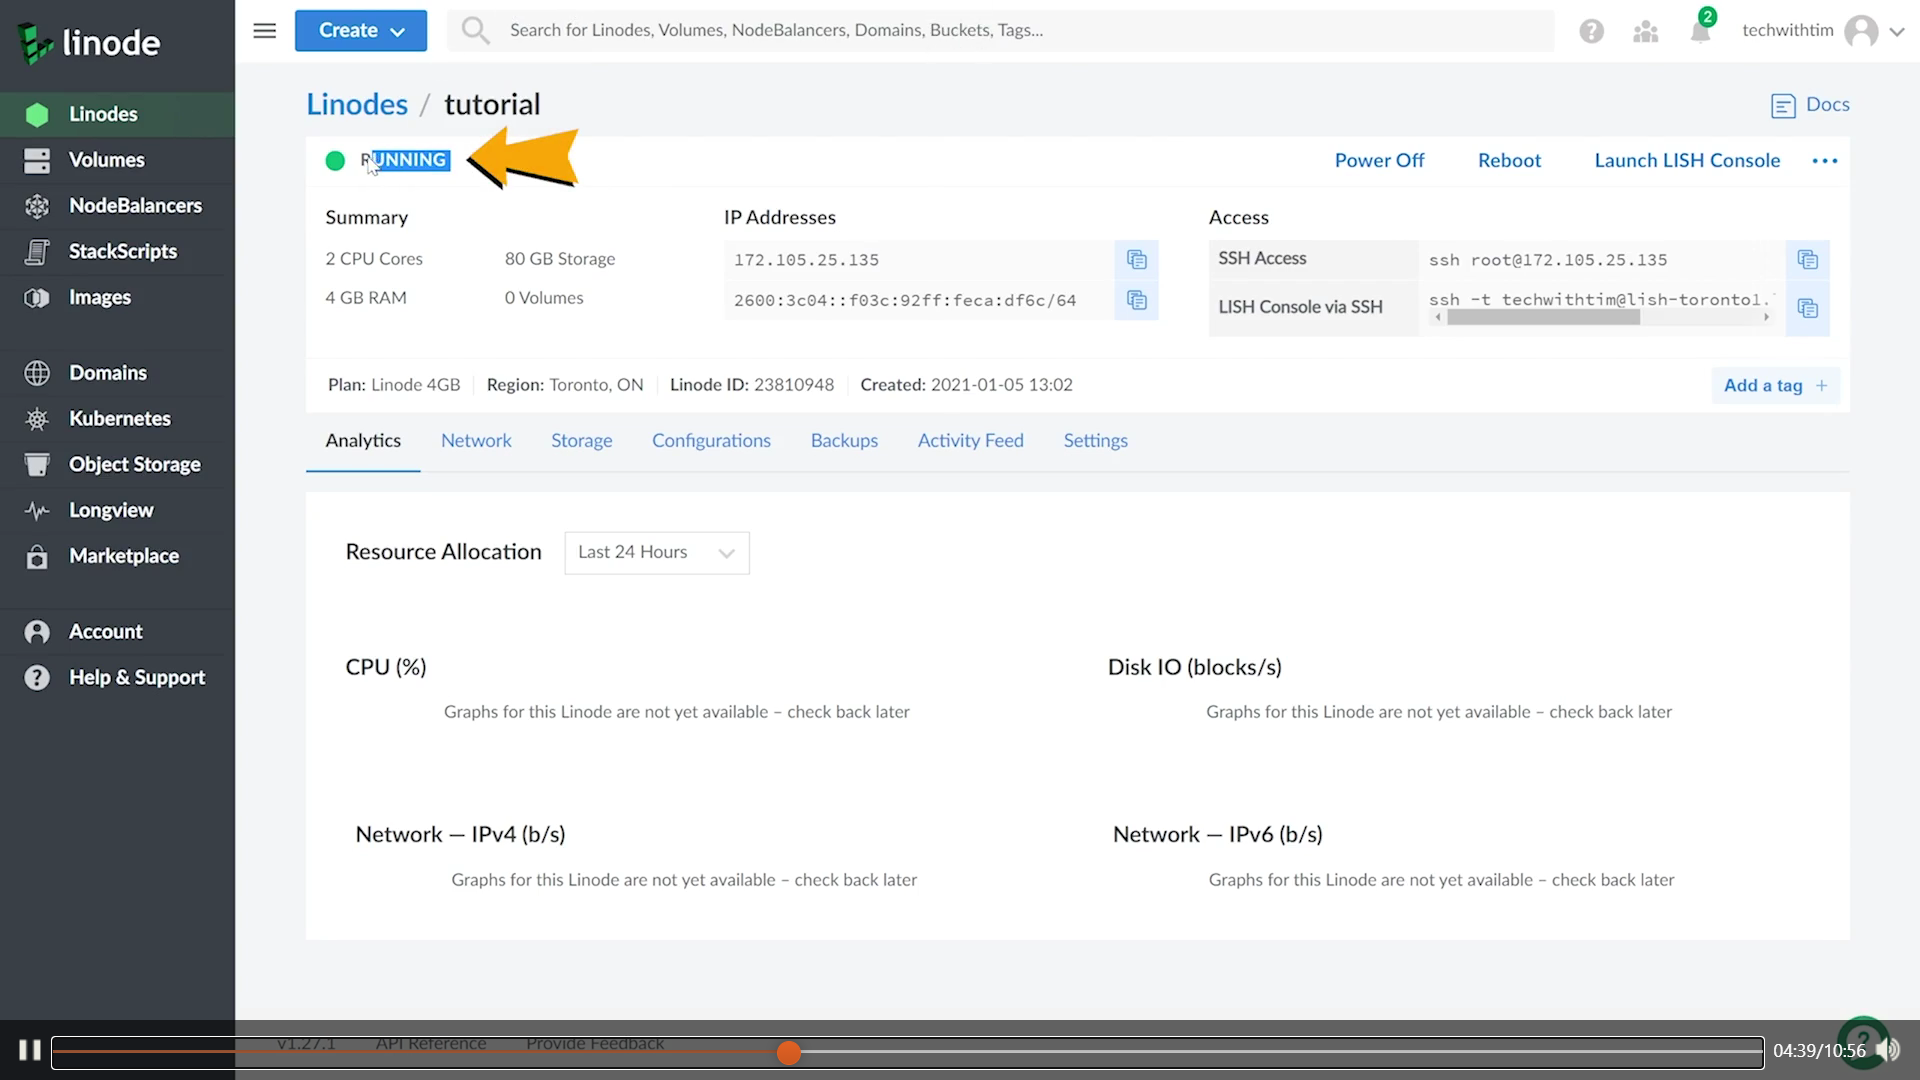 linode
Create
Search for Linodes, Volumes, NodeBalancers, Domains, Buckets, Tags...
2
techwithtim
Linodes
Volumes
NodeBalancers
StackScripts
Images
Domains
Kubernetes
Object Storage
Longview
Marketplace
Account
Help & Support
Linodes / tutorial
Docs
RUNNING
Power Off
Reboot
Launch LISH Console
Summary
2 CPU Cores
80 GB Storage
4 GB RAM
0 Volumes
IP Addresses
172.105.25.135
2600:3c04::f03c:92ff:feca:df6c/64
Access
SSH Access
ssh root@172.105.25.135
LISH Console via SSH
ssh -t techwithtim@lish-toronto1.
Plan: Linode 4GB
Region: Toronto, ON
Linode ID: 23810948
Created: 2021-01-05 13:02
Add a tag +
Analytics
Network
Storage
Configurations
Backups
Activity Feed
Settings
Resource Allocation
Last 24 Hours
CPU (%)
Graphs for this Linode are not yet available – check back later
Disk IO (blocks/s)
Graphs for this Linode are not yet available – check back later
Network — IPv4 (b/s)
Graphs for this Linode are not yet available – check back later
Network — IPv6 (b/s)
Graphs for this Linode are not yet available – check back later
v1.27.1
API Reference
Provide Feedback
04:39/10:56